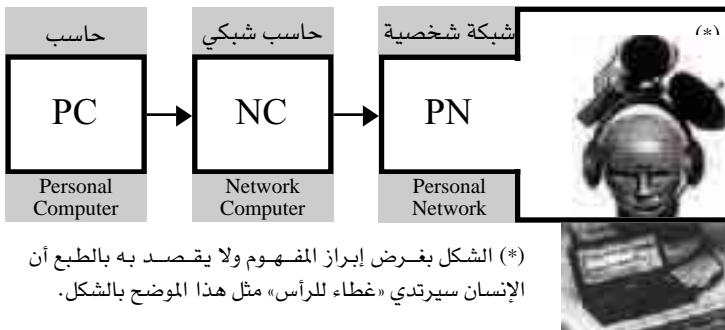 حاسب
حاسب شبكي
شبكة شخصية
(*)
PC
NC
PN
Personal
Computer
Network
Computer
Personal
Network
(*) الشكل بغرض إبراز المفهوم ولا يقصد به بالطبع أن
الإنسان سيرتدي «غطاء للرأس» مثل هذا الموضح بالشكل.